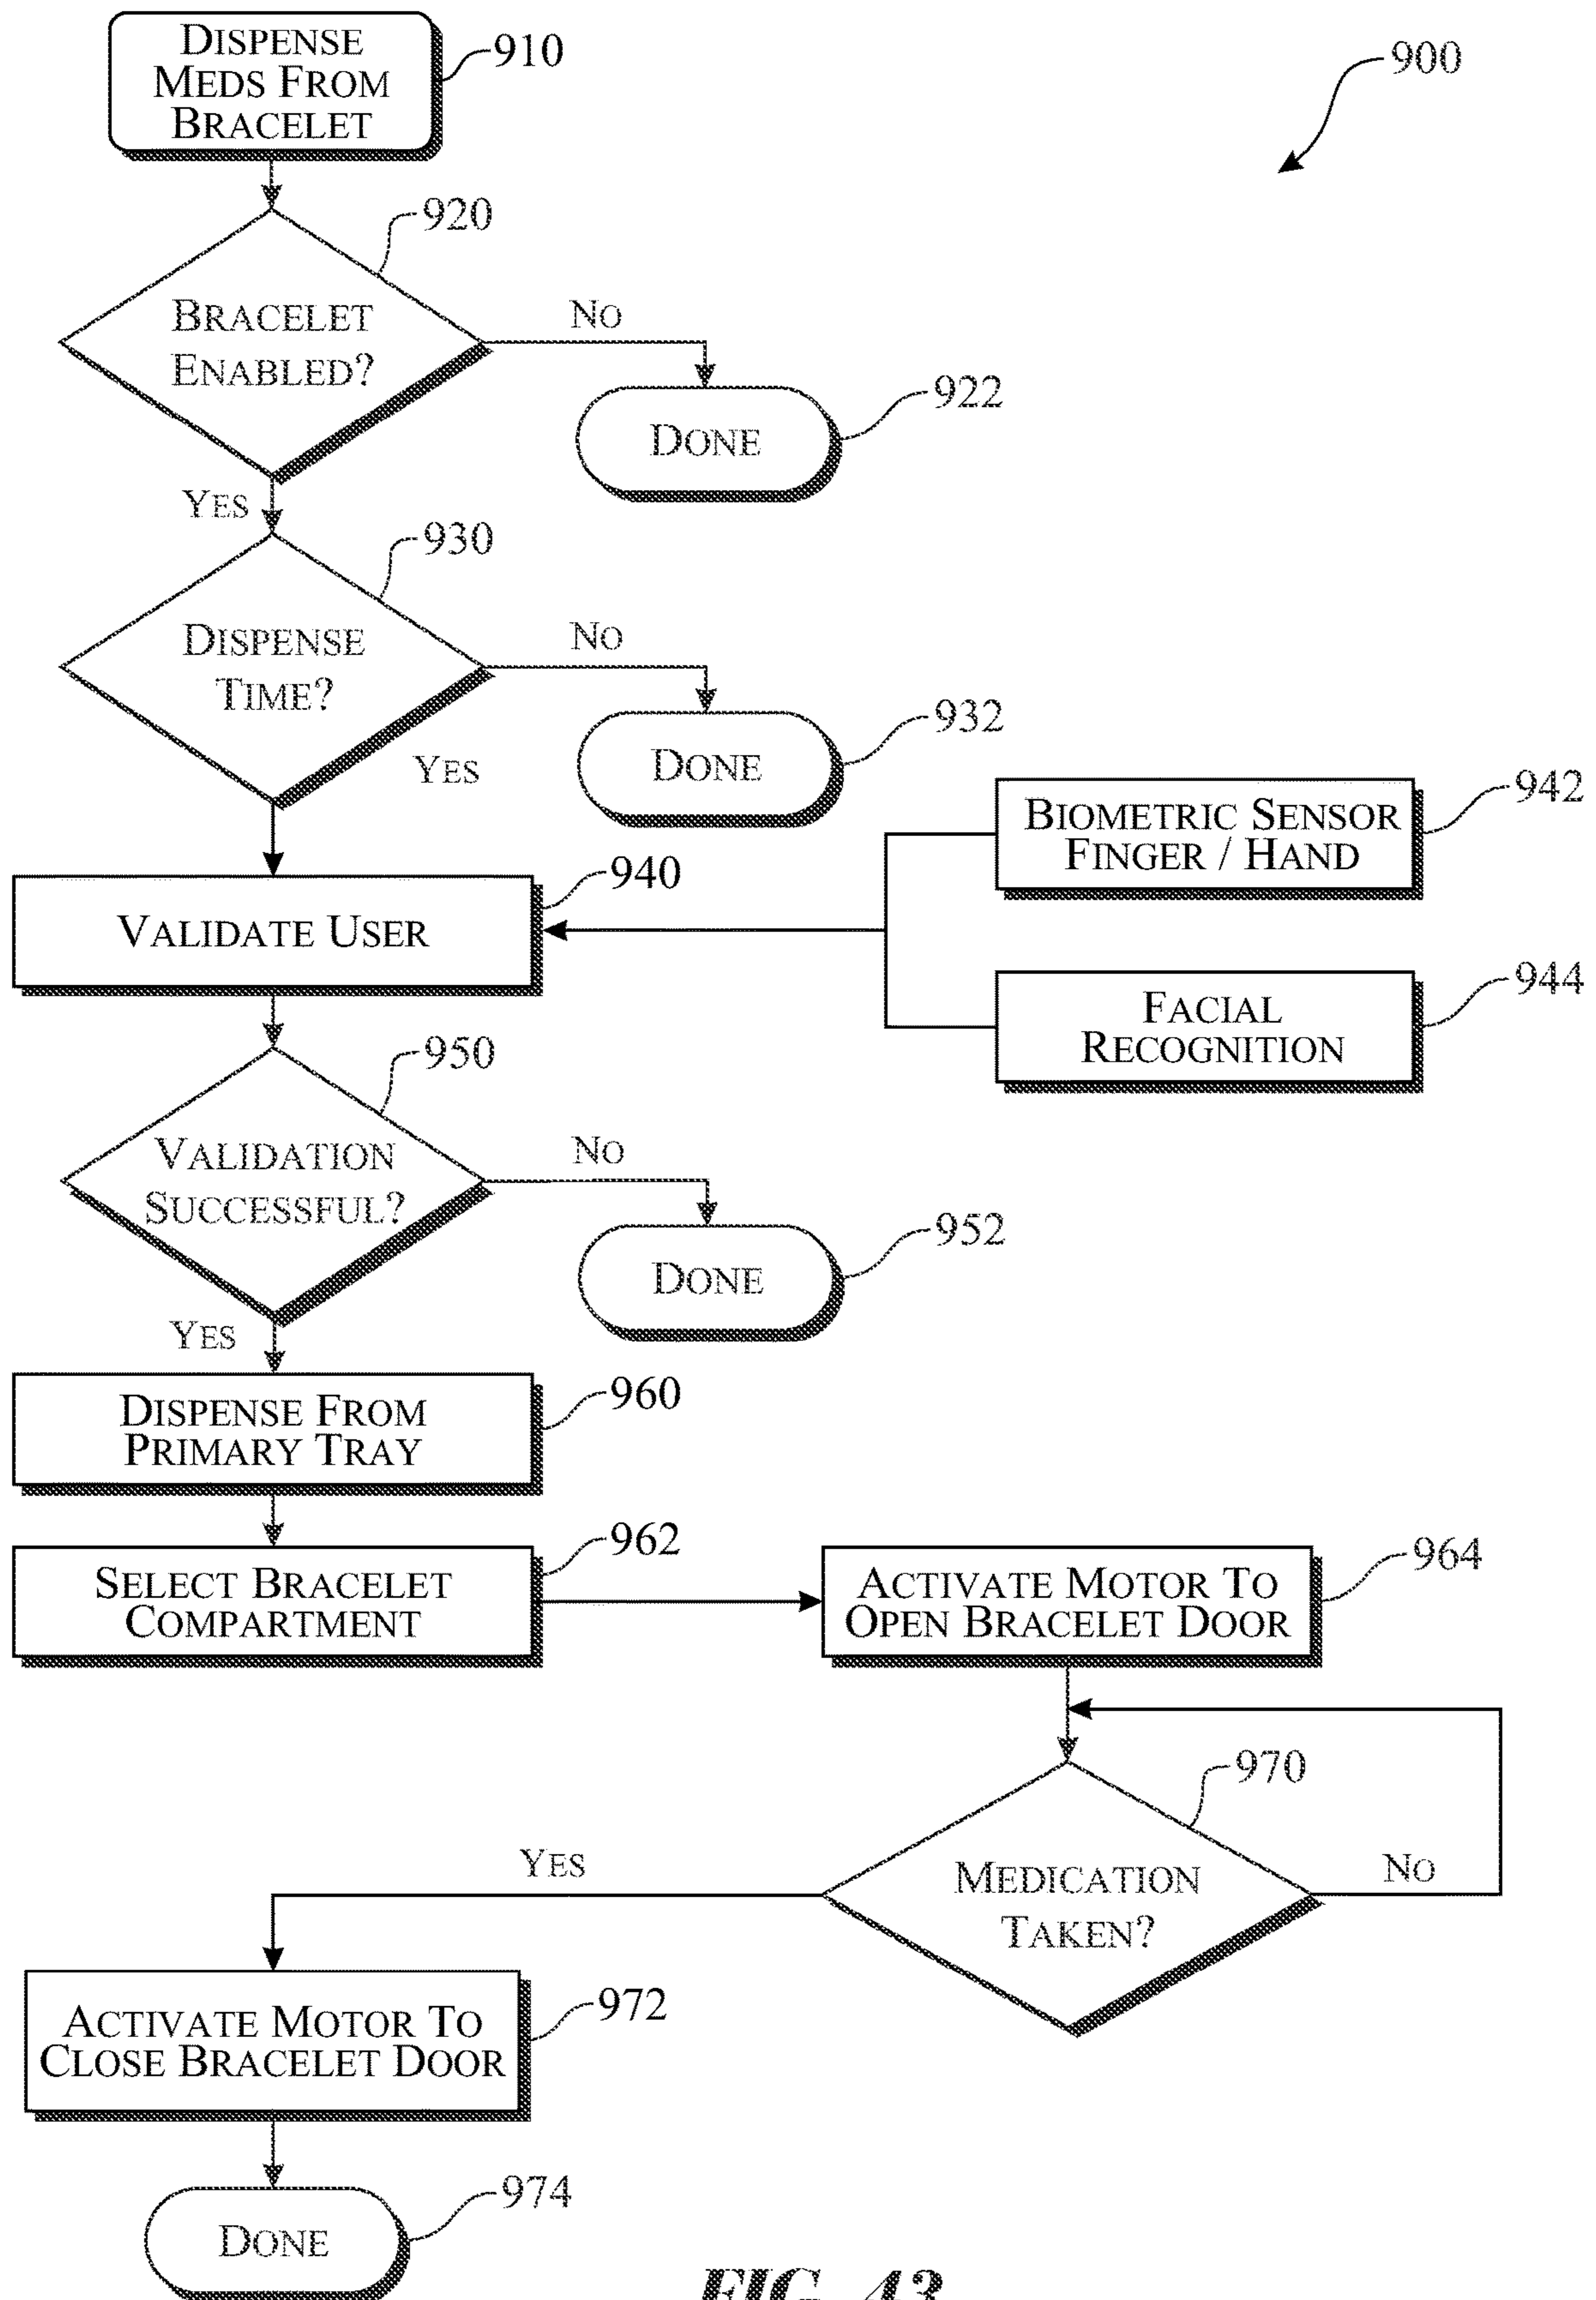 DISPENSE
MEDS FROM
BRACELET
910
900
920
BRACELET
ENABLED?
NO
922
DONE
YES
930
DISPENSE
TIME?
NO
932
DONE
YES
942
BIOMETRIC SENSOR
FINGER / HAND
940
VALIDATE USER
944
FACIAL
RECOGNITION
950
VALIDATION
SUCCESSFUL?
NO
952
DONE
YES
960
DISPENSE FROM
PRIMARY TRAY
962
SELECT BRACELET
COMPARTMENT
964
ACTIVATE MOTOR TO
OPEN BRACELET DOOR
970
MEDICATION
TAKEN?
YES
NO
972
ACTIVATE MOTOR TO
CLOSE BRACELET DOOR
974
DONE
FIG. 43